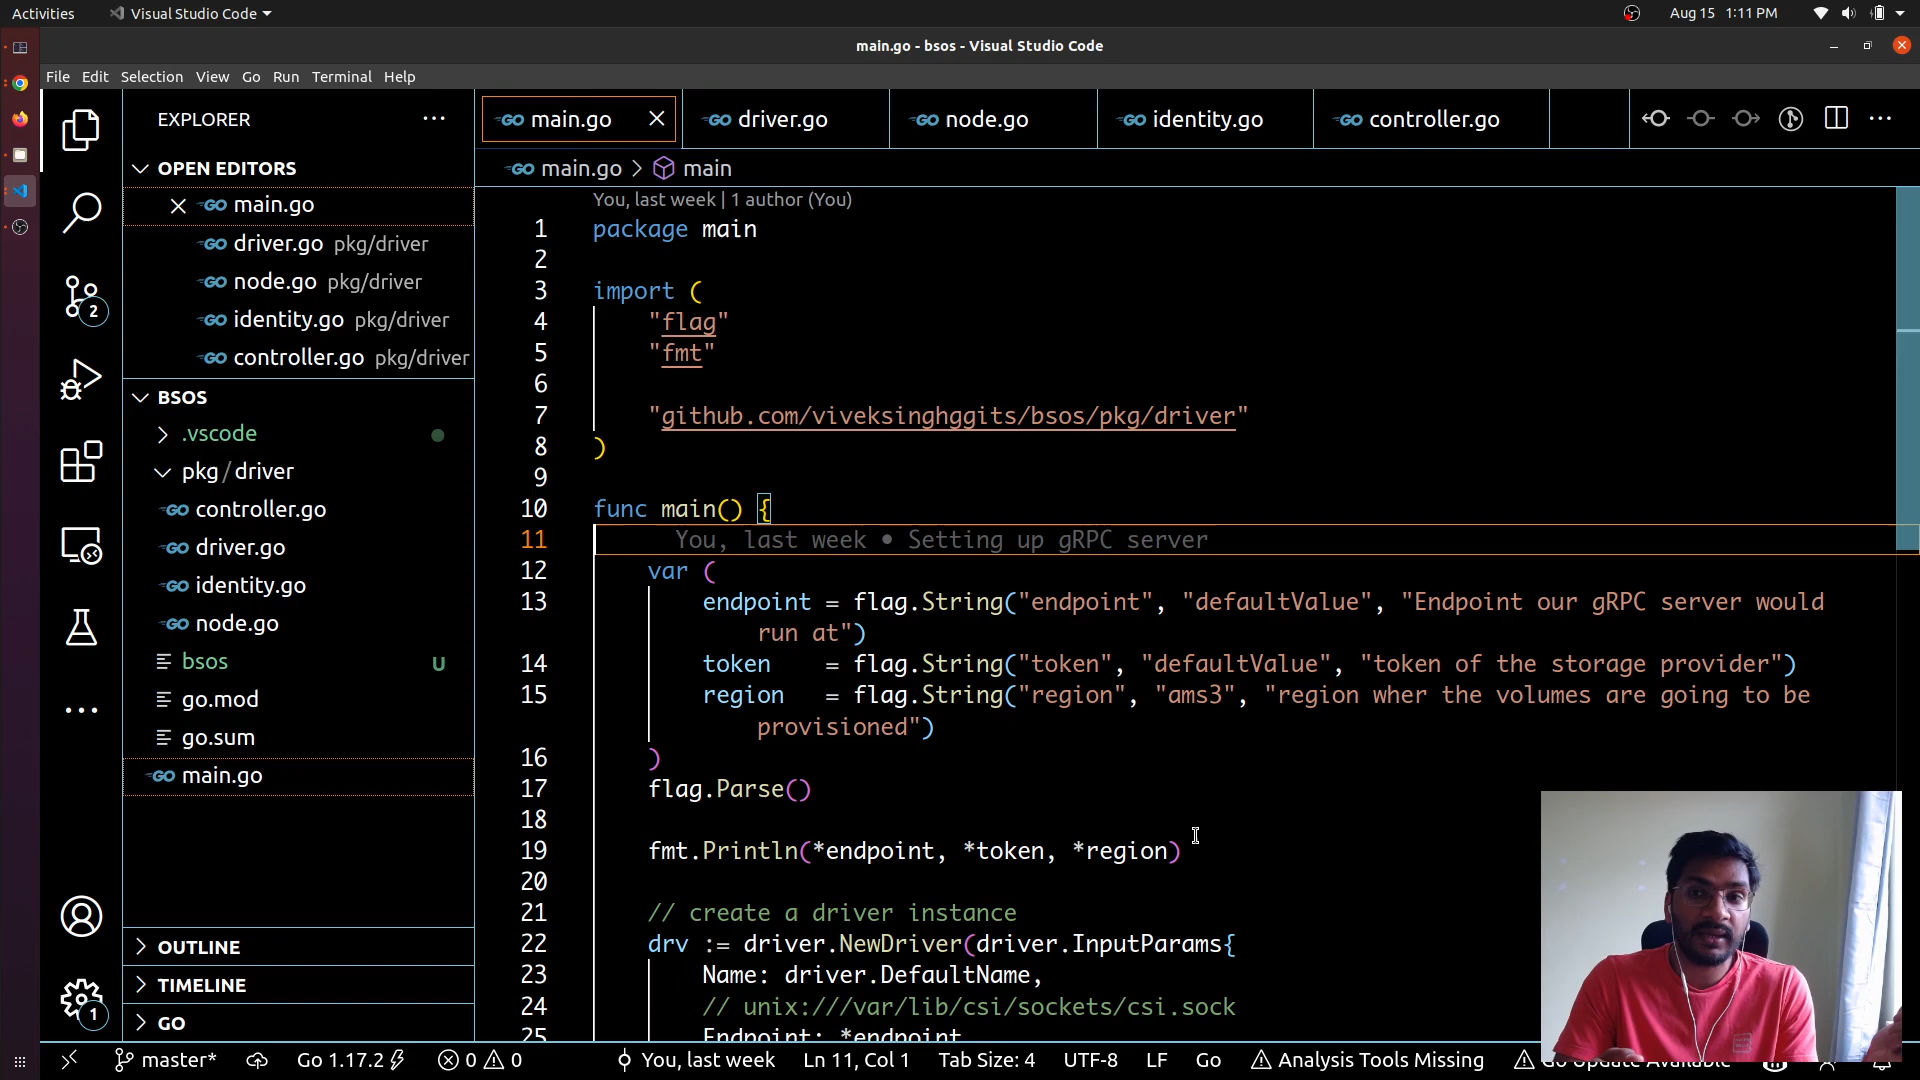 Activities
Visual Studio Code
Aug 15 1:11 PM
main.go - bsos - Visual Studio Code
File Edit Selection View Go Run Terminal Help
EXPLORER
main.go
driver.go
node.go
identity.go
controller.go
OPEN EDITORS
main.go
driver.go pkg/driver
node.go pkg/driver
identity.go pkg/driver
controller.go pkg/driver
BSOS
.vscode
pkg/driver
controller.go
driver.go
identity.go
node.go
bsos U
go.mod
go.sum
main.go
OUTLINE
TIMELINE
GO
2
1
main.go > main
You, last week | 1 author (You)
1 package main
2
3 import (
4 "flag"
5 "fmt"
6
7 "github.com/viveksinghggits/bsos/pkg/driver"
8 )
9
10 func main() {
11 You, last week • Setting up gRPC server
12 var (
13 endpoint = flag.String("endpoint", "defaultValue", "Endpoint our gRPC server would
run at")
14 token = flag.String("token", "defaultValue", "token of the storage provider")
15 region = flag.String("region", "ams3", "region wher the volumes are going to be
provisioned")
16 )
17 flag.Parse()
18
19 fmt.Println(*endpoint, *token, *region)
20
21 // create a driver instance
22 drv := driver.NewDriver(driver.InputParams{
23 Name: driver.DefaultName,
24 // unix:///var/lib/csi/sockets/csi.sock
25 Endpoint: *endpoint,
master* Go 1.17.2 0 0 You, last week Ln 11, Col 1 Tab Size: 4 UTF-8 LF Go Analysis Tools Missing Go Update Available